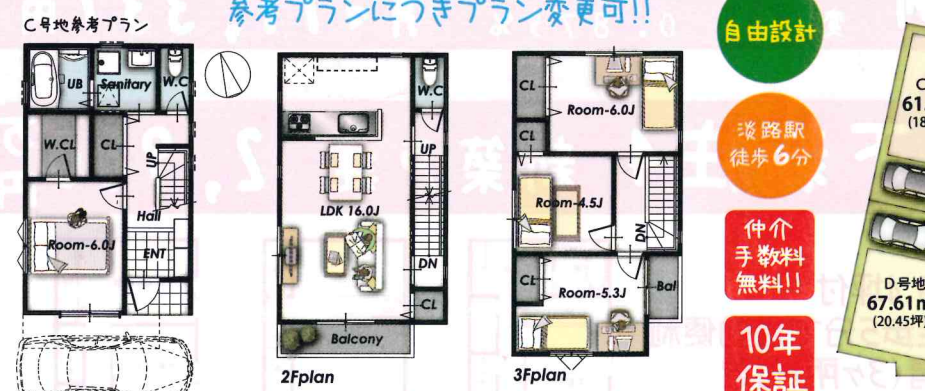 参考プランにつきプラン変更可!!
C号地参考プラン
UB
Sanitary
W.C
W.CL
CL
UP
Hall
Room-6.0J
ENT
W.C
UP
LDK 16.0J
DN
CL
Balcony
2Fplan
CL
Room-6.0J
CL
Room-4.5J
DN
CL
Room-5.3J
Bal
3Fplan
自由設計
淡路駅
徒歩6分
仲介
手数料
無料!!
10年
保証
C
61.
(18
D号地
67.61m
(20.45坪)